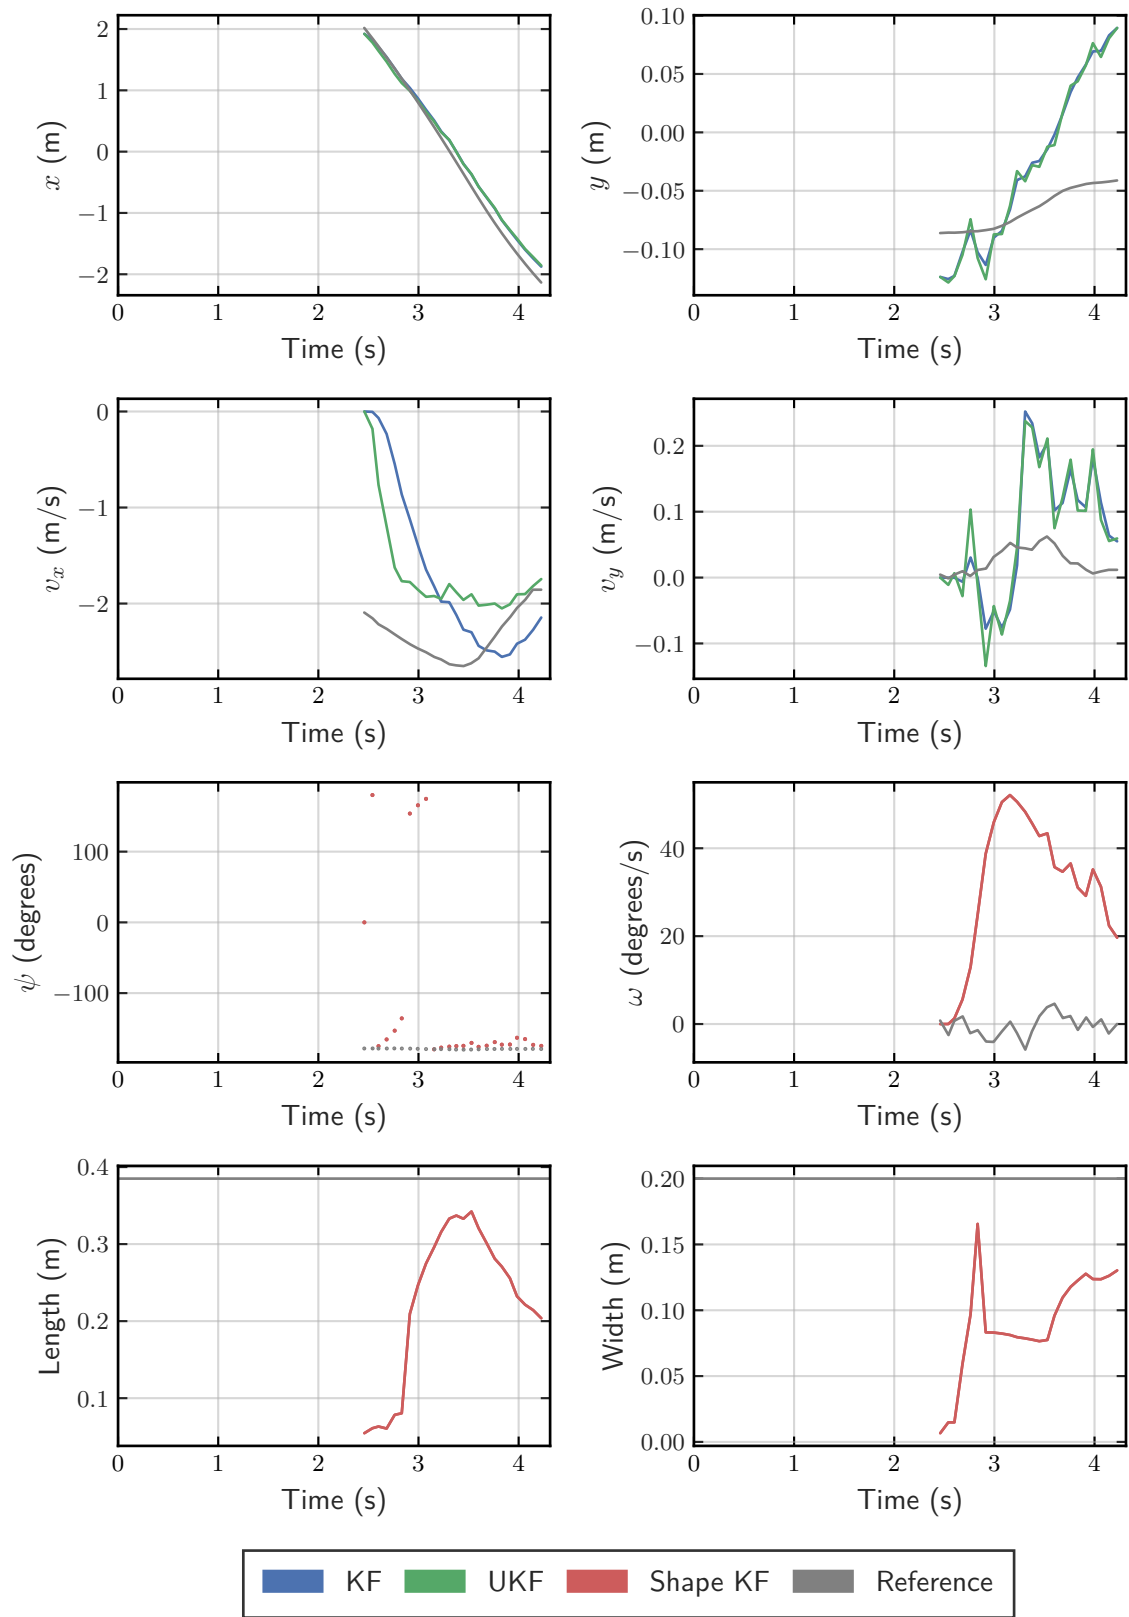 2
1
0
−1
−2
x (m)
0 1 2 3 4
Time (s)
0.10
0.05
0.00
−0.05
−0.10
y (m)
0 1 2 3 4
Time (s)
0
−1
−2
v_x (m/s)
0 1 2 3 4
Time (s)
0.2
0.1
0.0
−0.1
v_y (m/s)
0 1 2 3 4
Time (s)
100
0
−100
ψ (degrees)
0 1 2 3 4
Time (s)
40
20
0
ω (degrees/s)
0 1 2 3 4
Time (s)
0.4
0.3
0.2
0.1
Length (m)
0 1 2 3 4
Time (s)
0.20
0.15
0.10
0.05
0.00
Width (m)
0 1 2 3 4
Time (s)
KF UKF Shape KF Reference